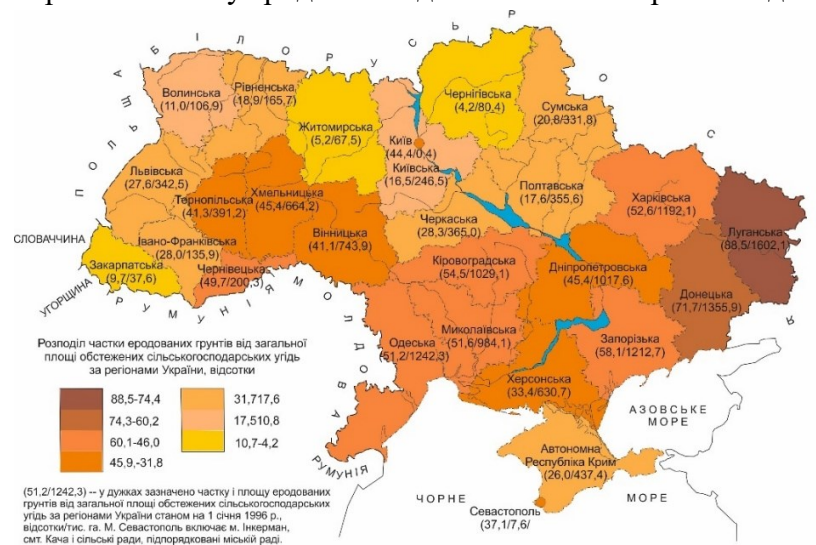 БІЛОРУСЬ
РОСІЯ
ПОЛЬЩА
СЛОВАЧЧИНА
УГОРЩИНА
РУМУНІЯ
МОЛДОВА
РУМУНІЯ
Волинська
(11,0/106,9)
Рівненська
(18,9/165,7)
Житомирська
(5,2/67,5)
Чернігівська
(4,2/80,4)
Сумська
(20,8/331,8)
Київ
(44,4/0,4)
Київська
(16,5/246,5)
Львівська
(27,6/342,5)
Тернопільська
(41,3/391,2)
Хмельницька
(45,4/664,2)
Вінницька
(41,1/743,9)
Черкаська
(28,3/365,0)
Полтавська
(17,6/355,6)
Харківська
(52,6/1192,1)
Луганська
(88,5/1602,1)
Івано-Франківська
(28,0/135,9)
Закарпатська
(9,7/37,6)
Чернівецька
(49,7/200,3)
Кіровоградська
(54,5/1029,1)
Дніпропетровська
(45,4/1017,6)
Донецька
(71,7/1355,9)
Одеська
(51,2/1242,3)
Миколаївська
(51,6/984,1)
Запорізька
(58,1/1212,7)
Херсонська
(33,4/630,7)
АЗОВСЬКЕ
МОРЕ
Автономна
Республіка Крим
(26,0/437,4)
Севастополь
(37,1/7,6/
ЧОРНЕ МОРЕ
Розподіл частки еродованих грунтів від загальної
площі обстежених сільськогосподарських угідь
за регіонами України, відсотки
88,5-74,4
74,3-60,2
60,1-46,0
45,9,-31,8
31,717,6
17,510,8
10,7-4,2
(51,2/1242,3) -- у дужках зазначено частку і площу еродованих
грунтів від загальної площі обстежених сільськогосподарських
угідь за регіонами України станом на 1 січня 1996 р.,
відсотки/тис. га. М. Севастополь включає м. Інкерман,
смт. Кача і сільські ради, підпорядковані міській раді.